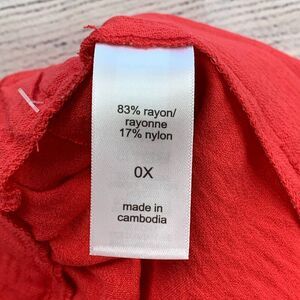 83% rayon/
rayonne
17% nylon
0X
made in
cambodia